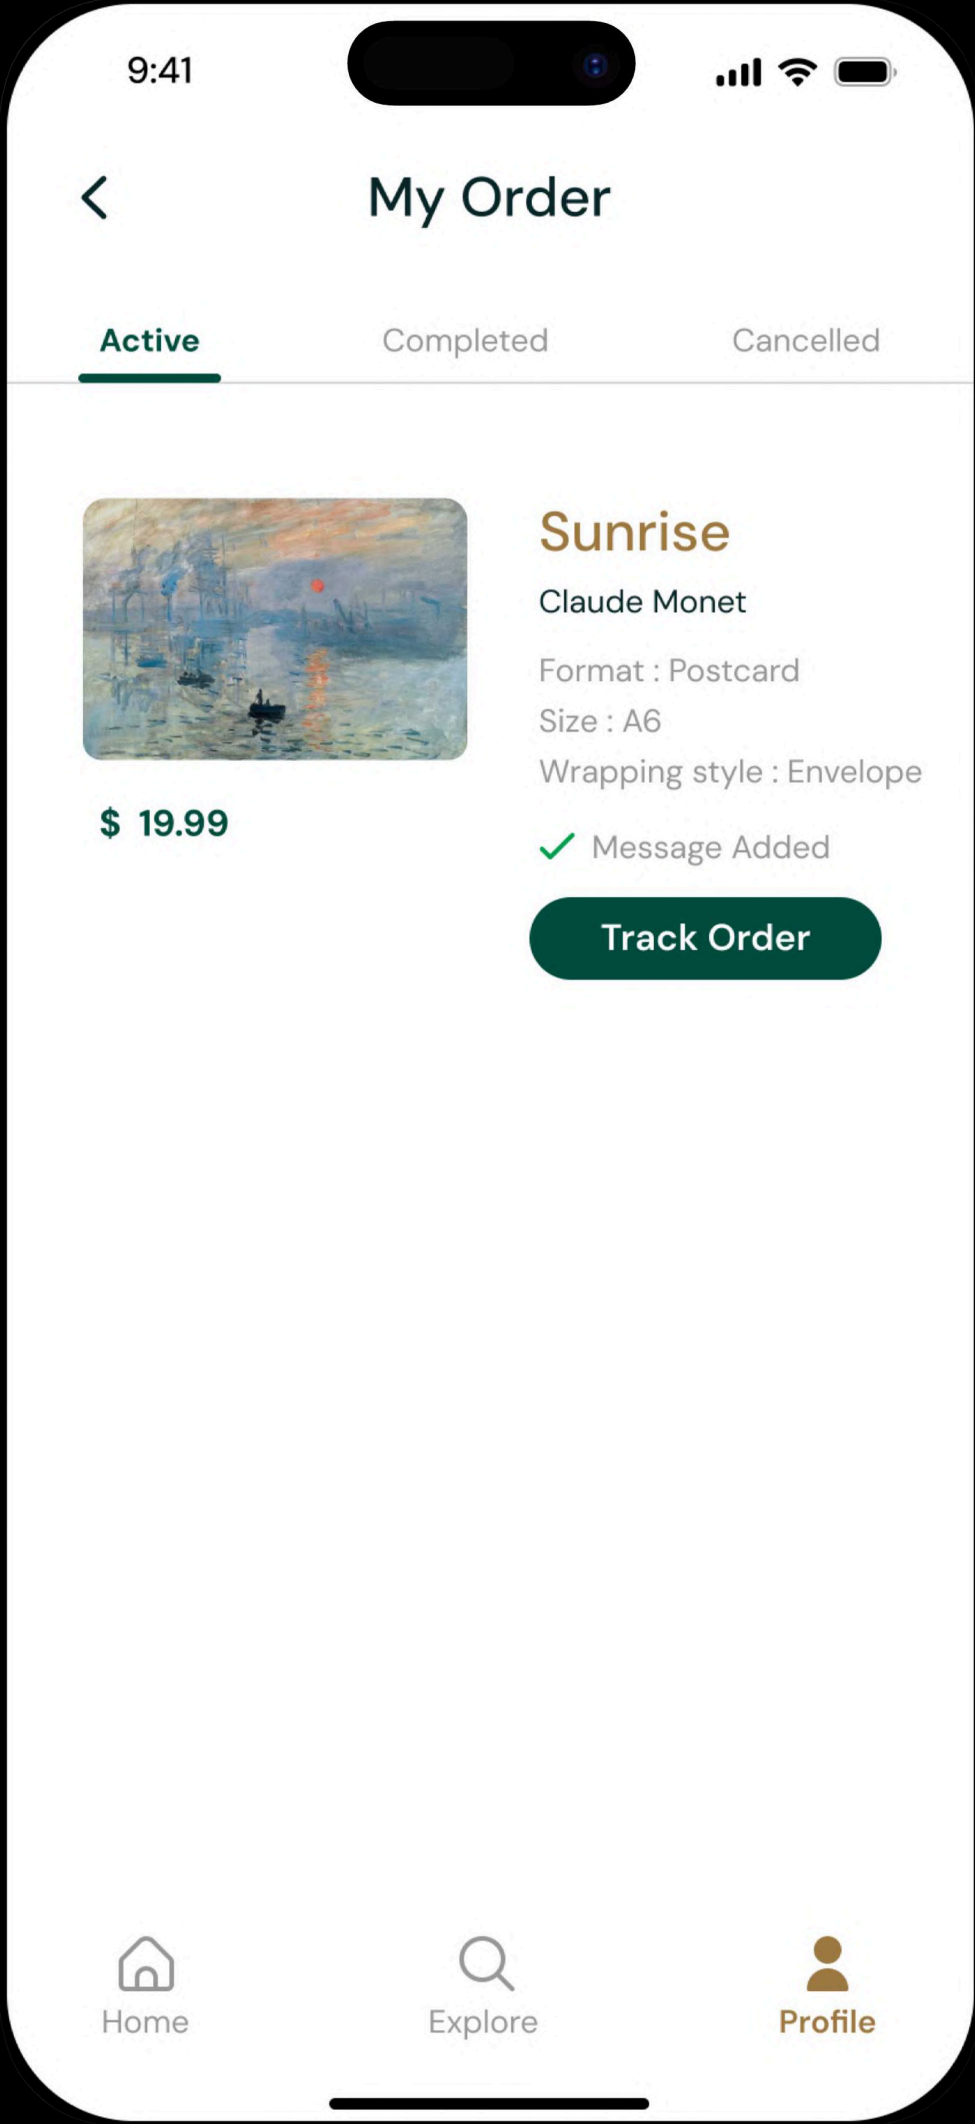 9:41
My Order
Active Completed Cancelled
Sunrise
Claude Monet
Format : Postcard
Size : A6
Wrapping style : Envelope
$ 19.99
Message Added
Track Order
Home Explore Profile